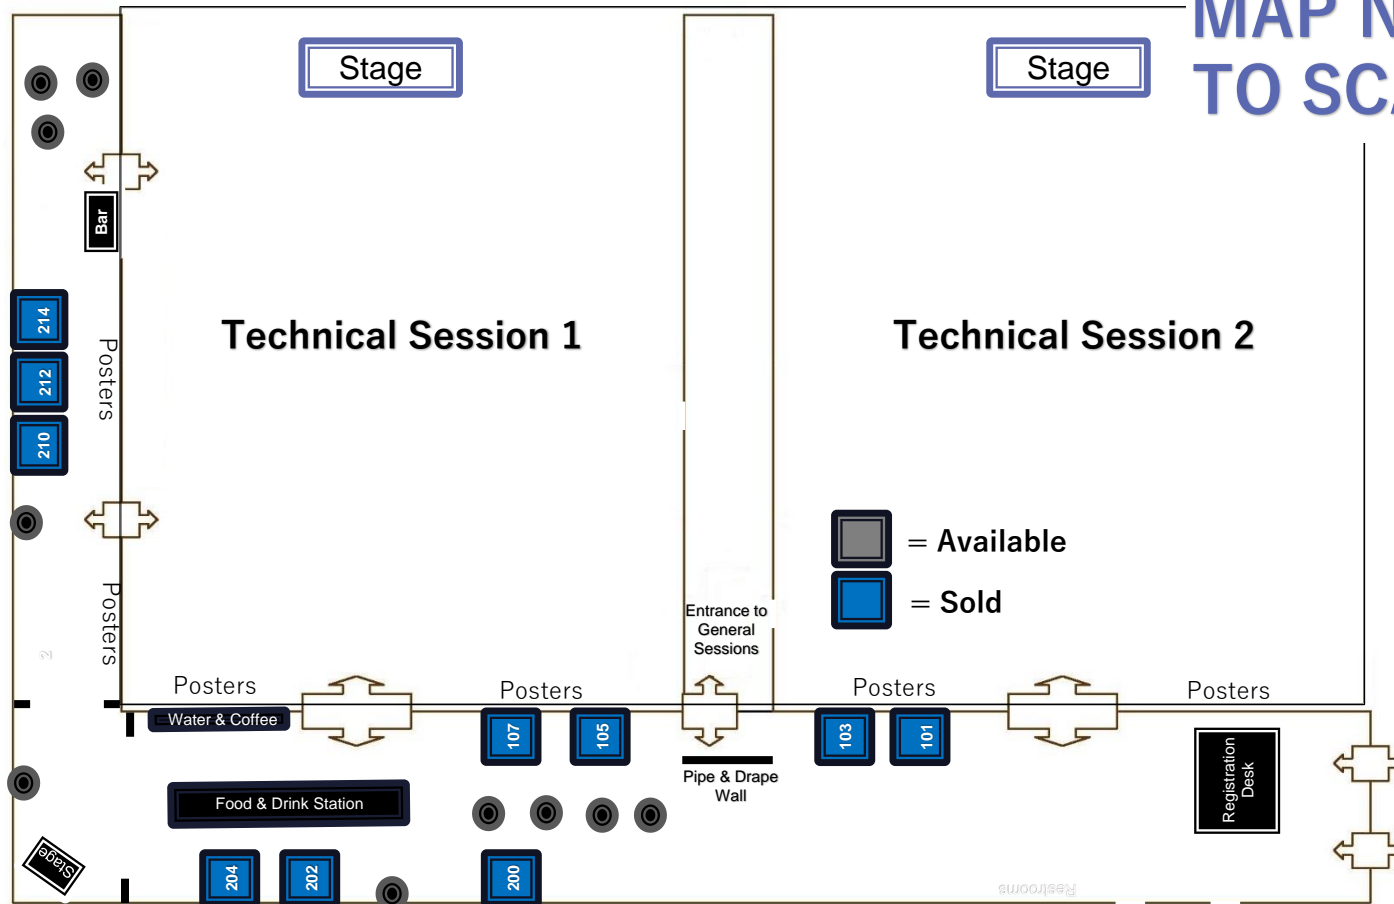 MAP N
TO SCA
Stage
Stage
Bar
214
212
210
Posters
Technical Session 1
Technical Session 2
= Available
= Sold
Posters
Entrance to
General
Sessions
2
Posters
Posters
Posters
Posters
Water & Coffee
107
105
103
101
Registration
Desk
Pipe & Drape
Wall
Food & Drink Station
Stage
204
202
200
Restrooms